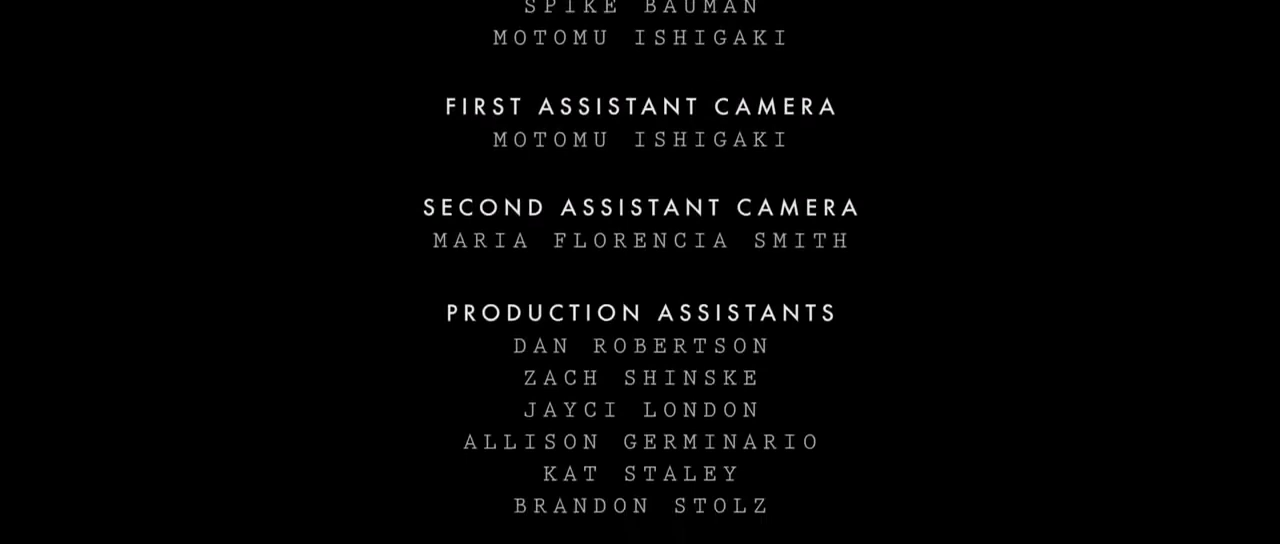 SPIKE BAUMAN
MOTOMU ISHIGAKI
FIRST ASSISTANT CAMERA
MOTOMU ISHIGAKI
SECOND ASSISTANT CAMERA
MARIA FLORENCIA SMITH
PRODUCTION ASSISTANTS
DAN ROBERTSON
ZACH SHINSKE
JAYCI LONDON
ALLISON GERMINARIO
KAT STALEY
BRANDON STOLZ